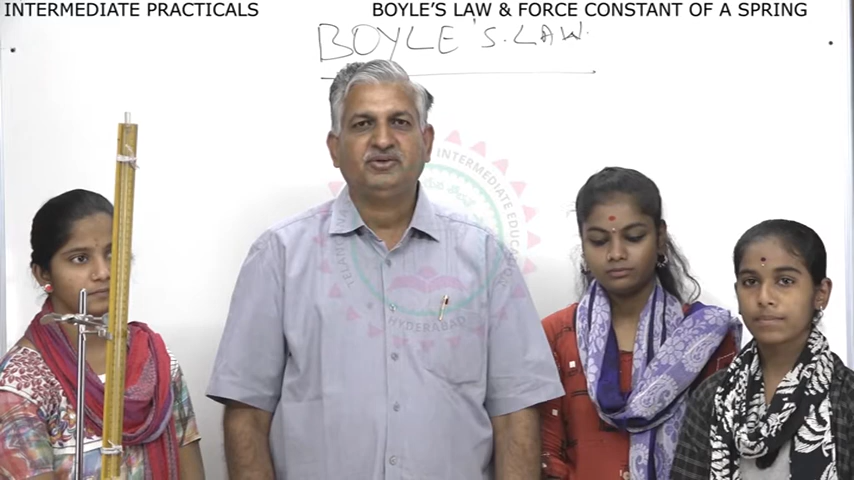 INTERMEDIATE PRACTICALS
BOYLE'S LAW & FORCE CONSTANT OF A SPRING
BOYLE'S. LAW.
INTERMEDIATE EDUCATION
HYDERABAD